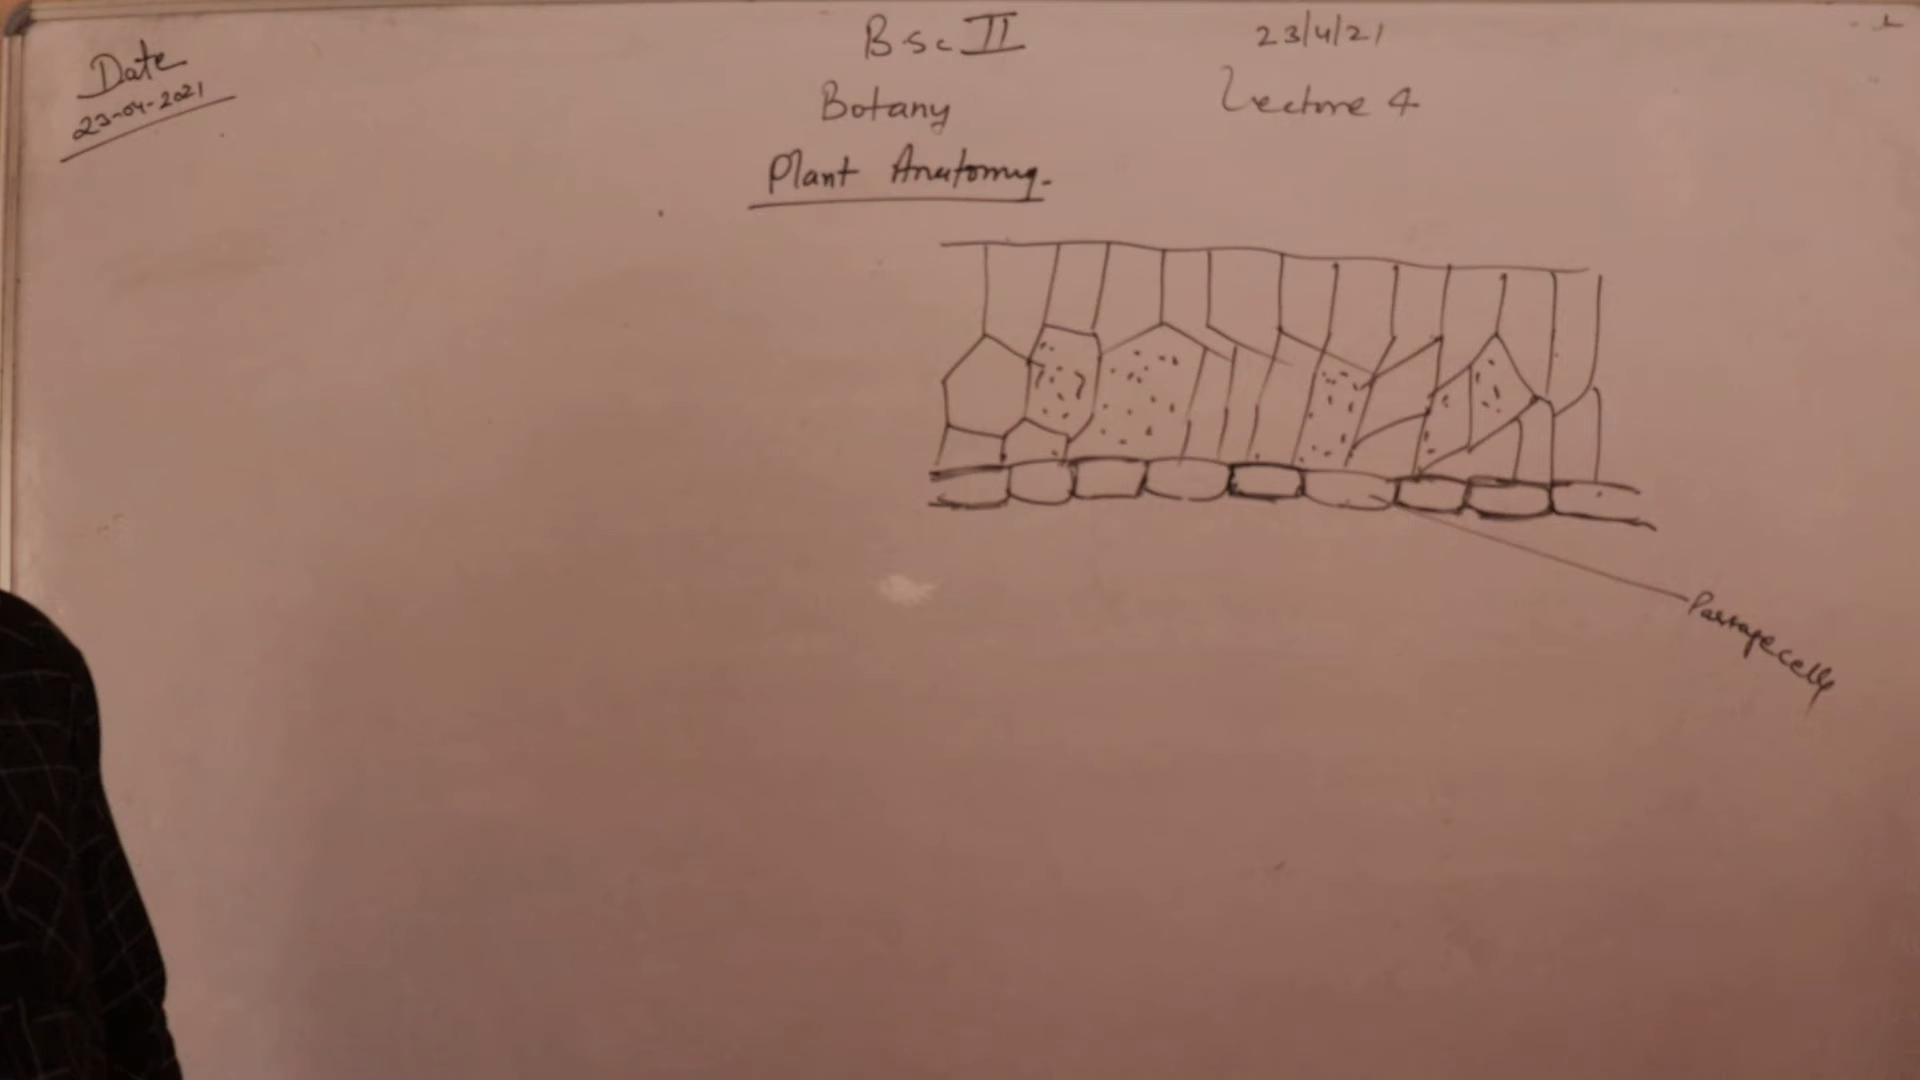 Date
23-04-2021
B.Sc II
23/4/21
Botany
Lecture 4
Plant Anatomy.
Passage cells